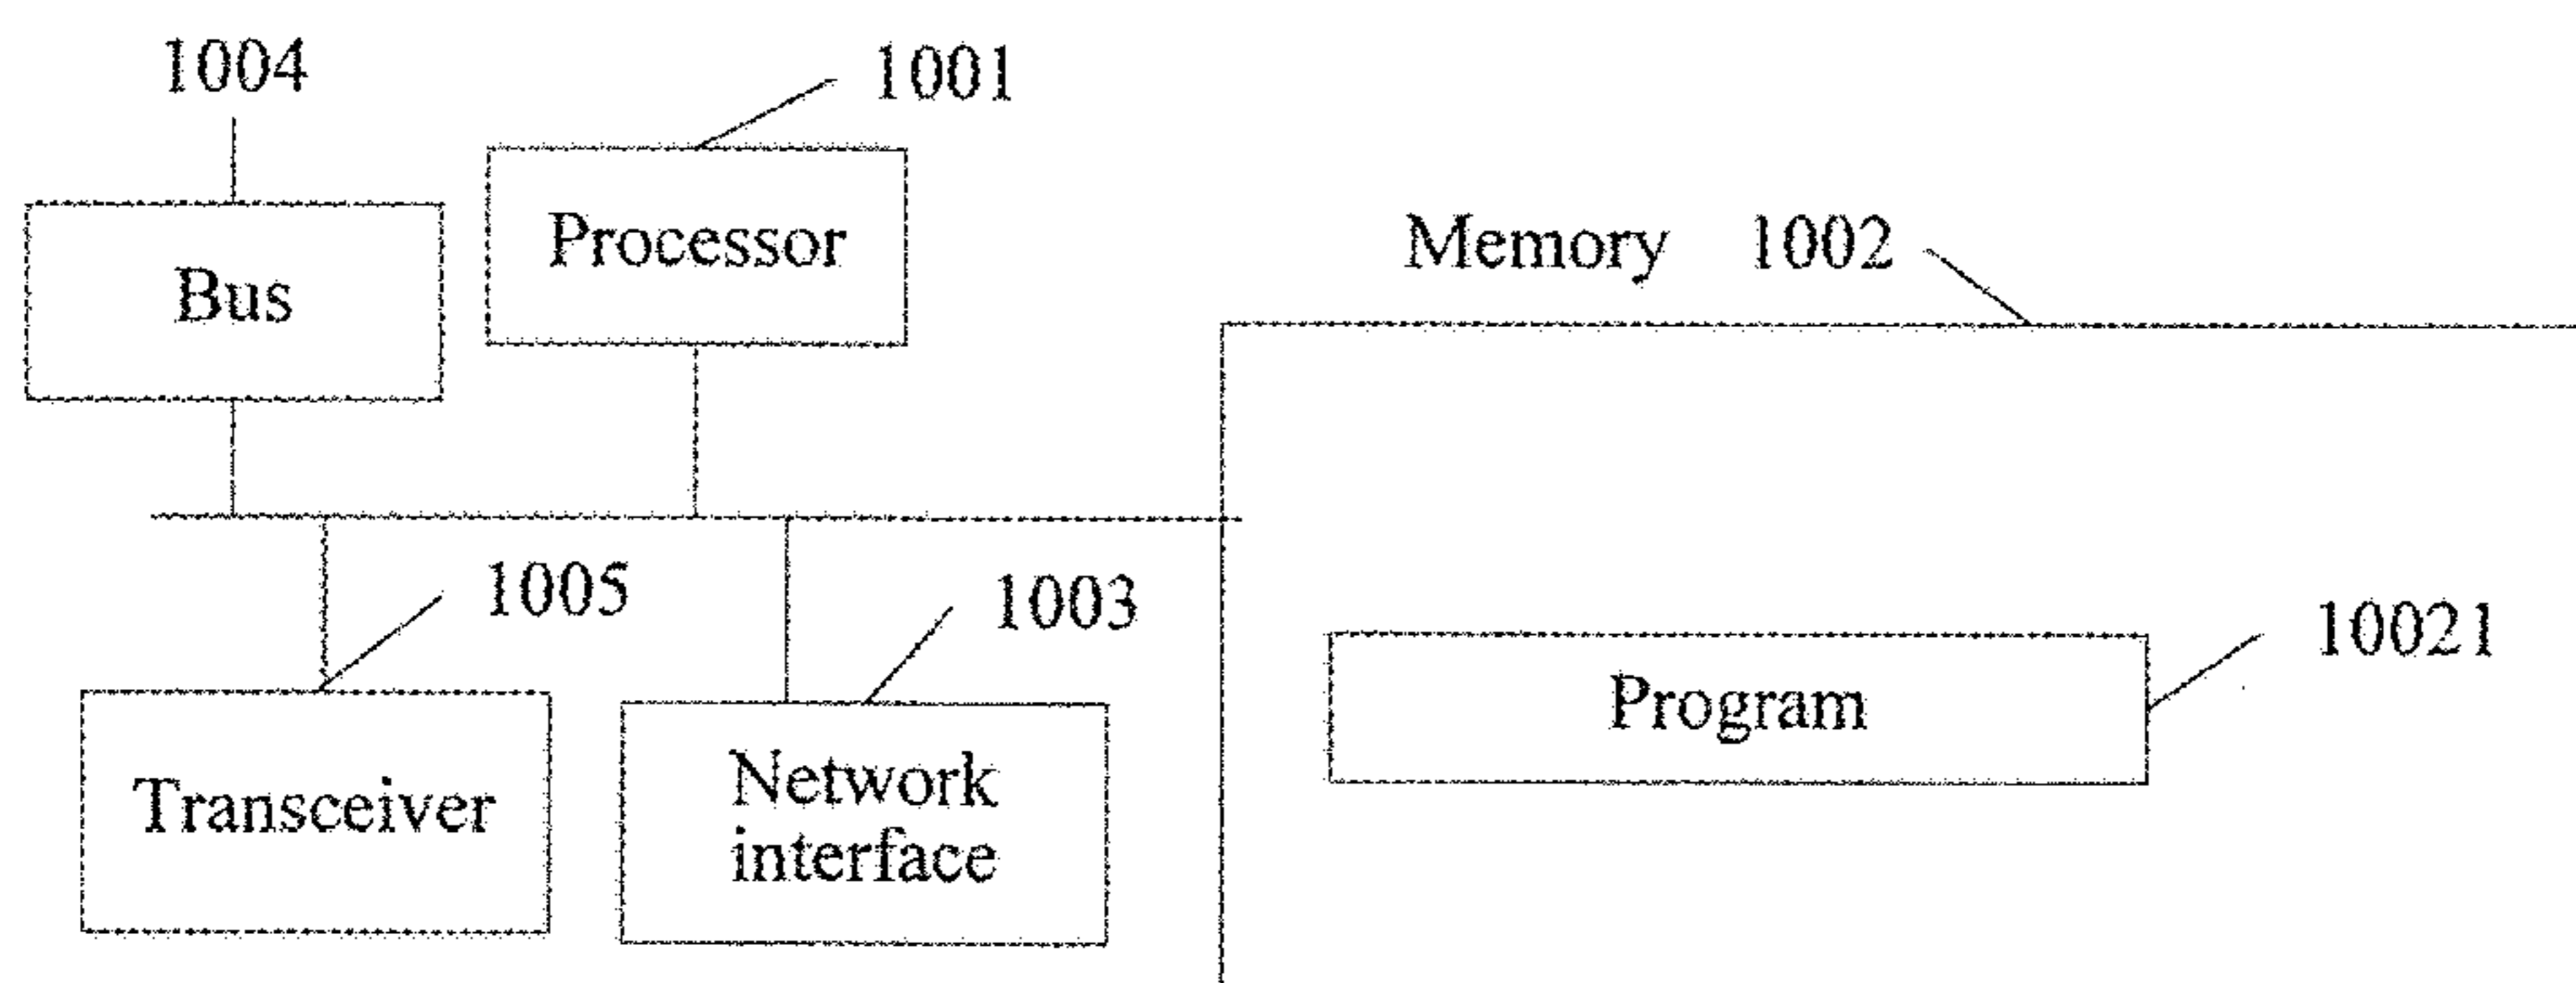 1004
1001
Bus
Processor
Memory 1002
1005
1003
10021
Transceiver
Network
interface
Program